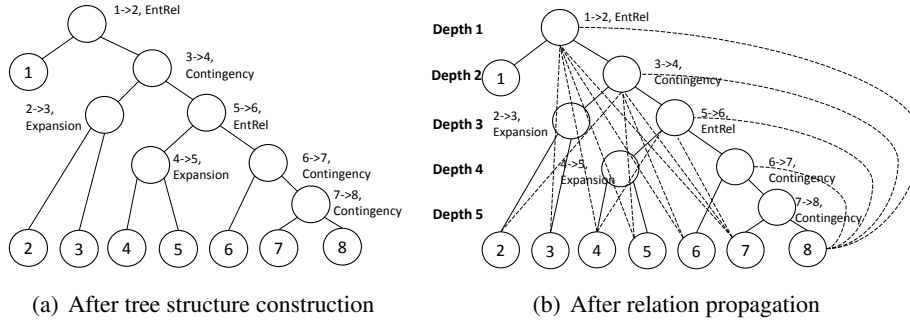 1->2, EntRel
1
3->4,
Contingency
2->3,
Expansion
5->6,
EntRel
4->5,
Expansion
6->7,
Contingency
7->8,
Contingency
2 3 4 5 6 7 8
(a) After tree structure construction
Depth 1
1->2, EntRel
Depth 2
1
3->4,
Contingency
Depth 3
2->3,
Expansion
5->6,
EntRel
Depth 4
4->5,
Expansion
6->7,
Contingency
Depth 5
7->8,
Contingency
2 3 4 5 6 7 8
(b) After relation propagation